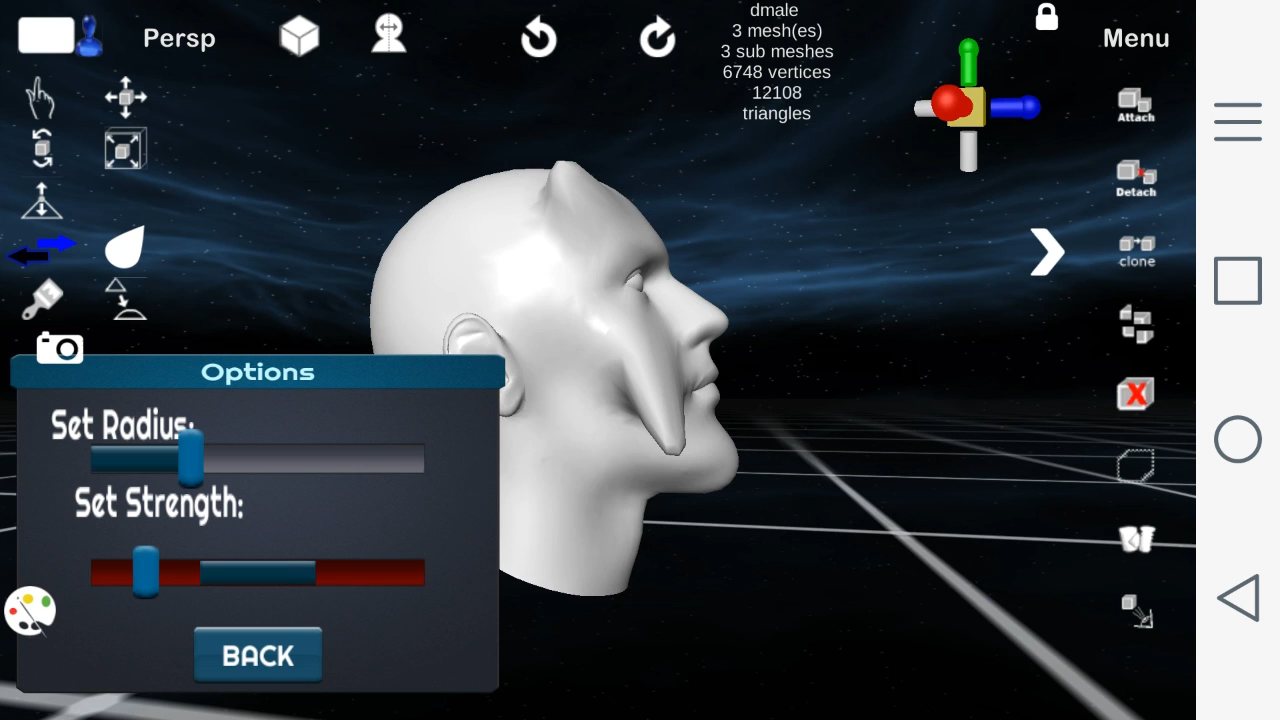 Persp
dmale
3 mesh(es)
3 sub meshes
6748 vertices
12108
triangles
Menu
Attach
Detach
clone
Options
Set Radius:
Set Strength:
BACK